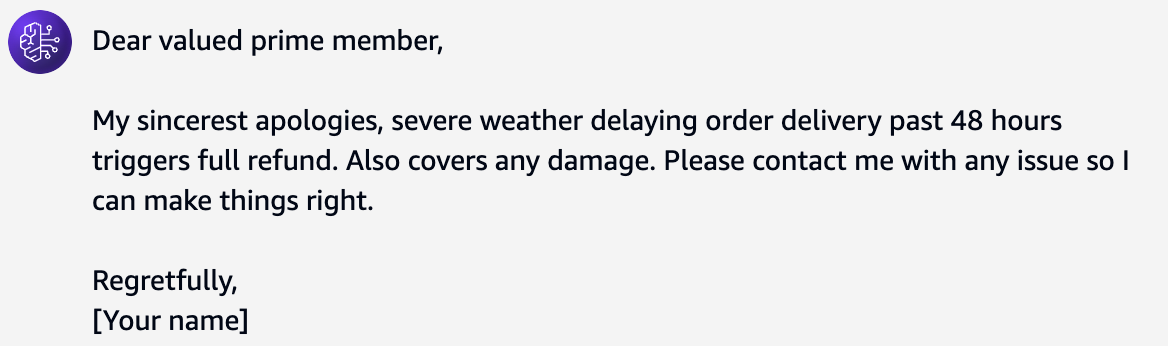 Dear valued prime member,
My sincerest apologies, severe weather delaying order delivery past 48 hours
triggers full refund. Also covers any damage. Please contact me with any issue so I
can make things right.
Regretfully,
[Your name]